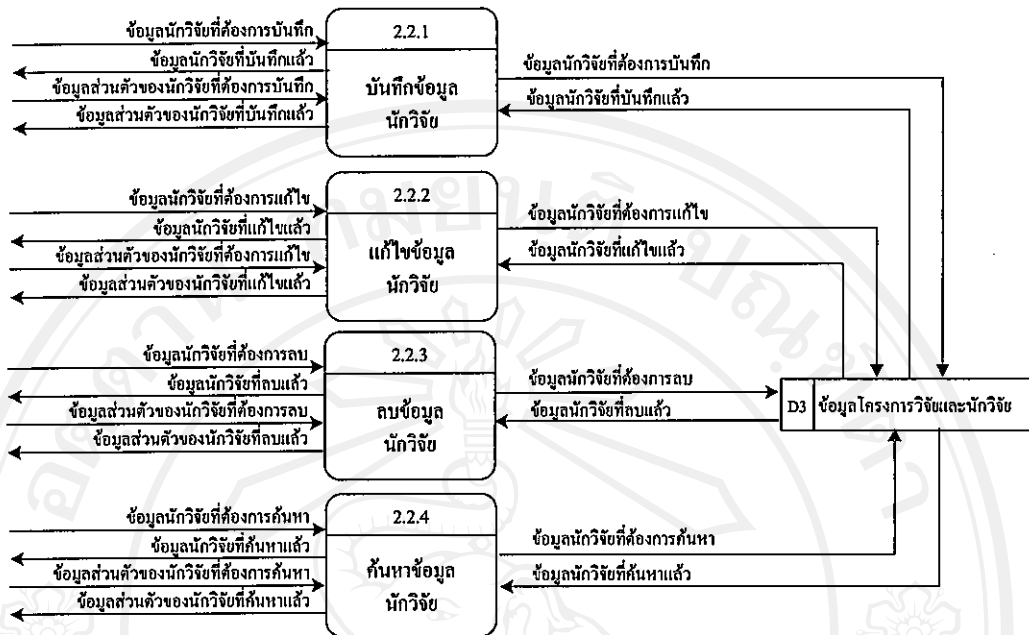 ข้อมูลนักวิจัยที่ต้องการบันทึก
ข้อมูลนักวิจัยที่บันทึกแล้ว
ข้อมูลส่วนตัวของนักวิจัยที่ต้องการบันทึก
ข้อมูลส่วนตัวของนักวิจัยที่บันทึกแล้ว
2.2.1
บันทึกข้อมูล
นักวิจัย
ข้อมูลนักวิจัยที่ต้องการบันทึก
ข้อมูลนักวิจัยที่บันทึกแล้ว
ข้อมูลนักวิจัยที่ต้องการแก้ไข
ข้อมูลนักวิจัยที่แก้ไขแล้ว
ข้อมูลส่วนตัวของนักวิจัยที่ต้องการแก้ไข
ข้อมูลส่วนตัวของนักวิจัยที่แก้ไขแล้ว
2.2.2
แก้ไขข้อมูล
นักวิจัย
ข้อมูลนักวิจัยที่ต้องการแก้ไข
ข้อมูลนักวิจัยที่แก้ไขแล้ว
ข้อมูลนักวิจัยที่ต้องการลบ
ข้อมูลนักวิจัยที่ลบแล้ว
ข้อมูลส่วนตัวของนักวิจัยที่ต้องการลบ
ข้อมูลส่วนตัวของนักวิจัยที่ลบแล้ว
2.2.3
ลบข้อมูล
นักวิจัย
ข้อมูลนักวิจัยที่ต้องการลบ
ข้อมูลนักวิจัยที่ลบแล้ว
D3 ข้อมูลโครงการวิจัยและนักวิจัย
ข้อมูลนักวิจัยที่ต้องการค้นหา
ข้อมูลนักวิจัยที่ค้นหาแล้ว
ข้อมูลส่วนตัวของนักวิจัยที่ต้องการค้นหา
ข้อมูลส่วนตัวของนักวิจัยที่ค้นหาแล้ว
2.2.4
ค้นหาข้อมูล
นักวิจัย
ข้อมูลนักวิจัยที่ต้องการค้นหา
ข้อมูลนักวิจัยที่ค้นหาแล้ว